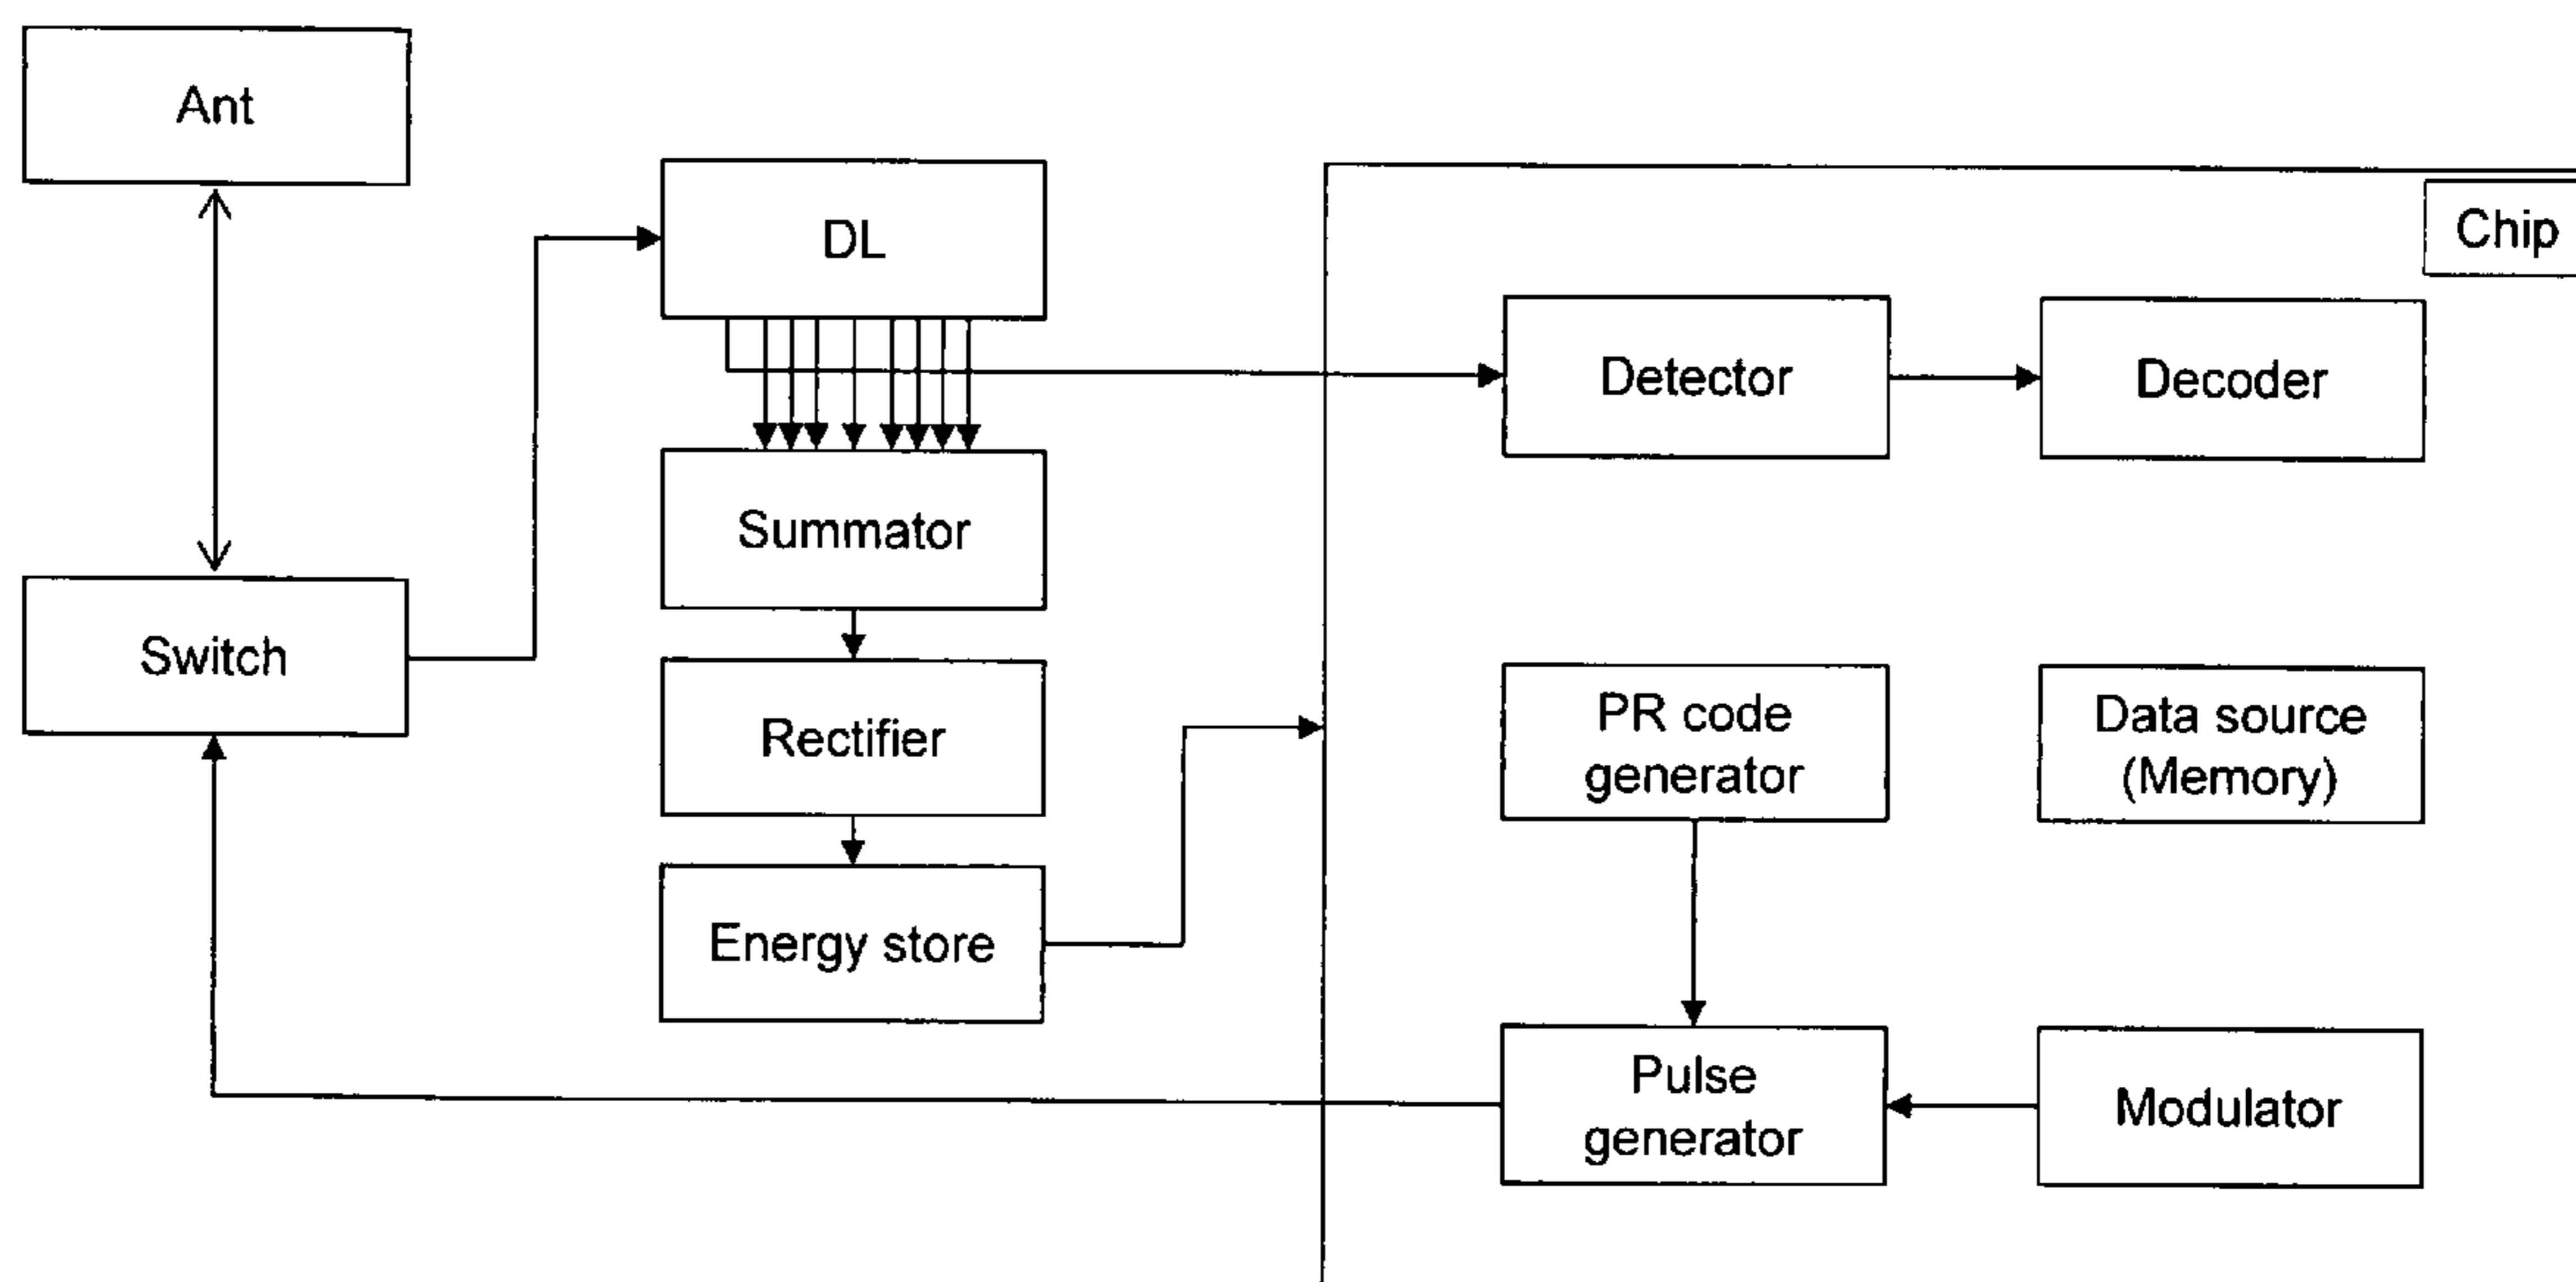 Ant
DL
Chip
Detector
Decoder
Summator
Switch
Rectifier
PR code
generator
Data source
(Memory)
Energy store
Pulse
generator
Modulator